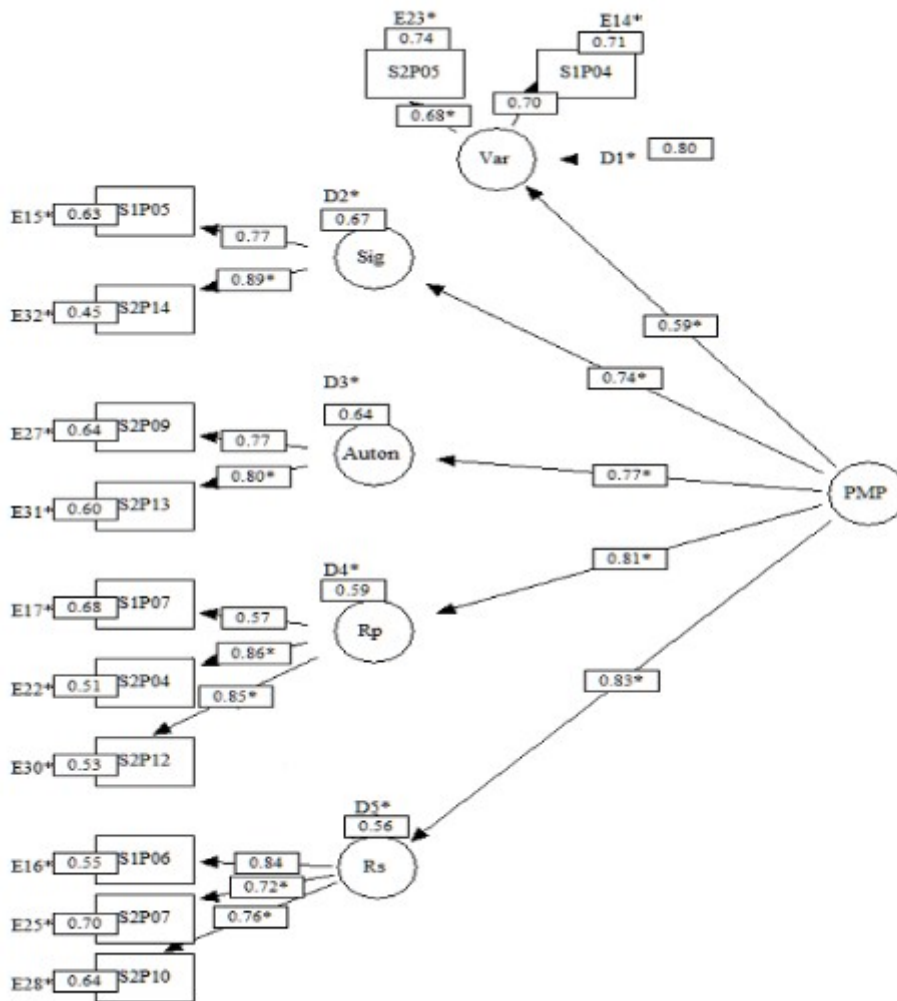 E23*
0.74
S2P05
E14*
0.71
S1P04
0.68*
0.70
Var
D1*
0.80
E15*
0.63
S1P05
0.77
D2*
0.67
Sig
E32*
0.45
S2P14
0.89*
0.59*
0.74*
E27*
0.64
S2P09
0.77
D3*
0.64
Auton
E31*
0.60
S2P13
0.80*
0.77*
PMP
E17*
0.68
S1P07
0.57
D4*
0.59
Rp
0.81*
E22*
0.51
S2P04
0.86*
0.85*
E30*
0.53
S2P12
0.83*
E16*
0.55
S1P06
0.84
D5*
0.56
Rs
E25*
0.70
S2P07
0.72*
E28*
0.64
S2P10
0.76*